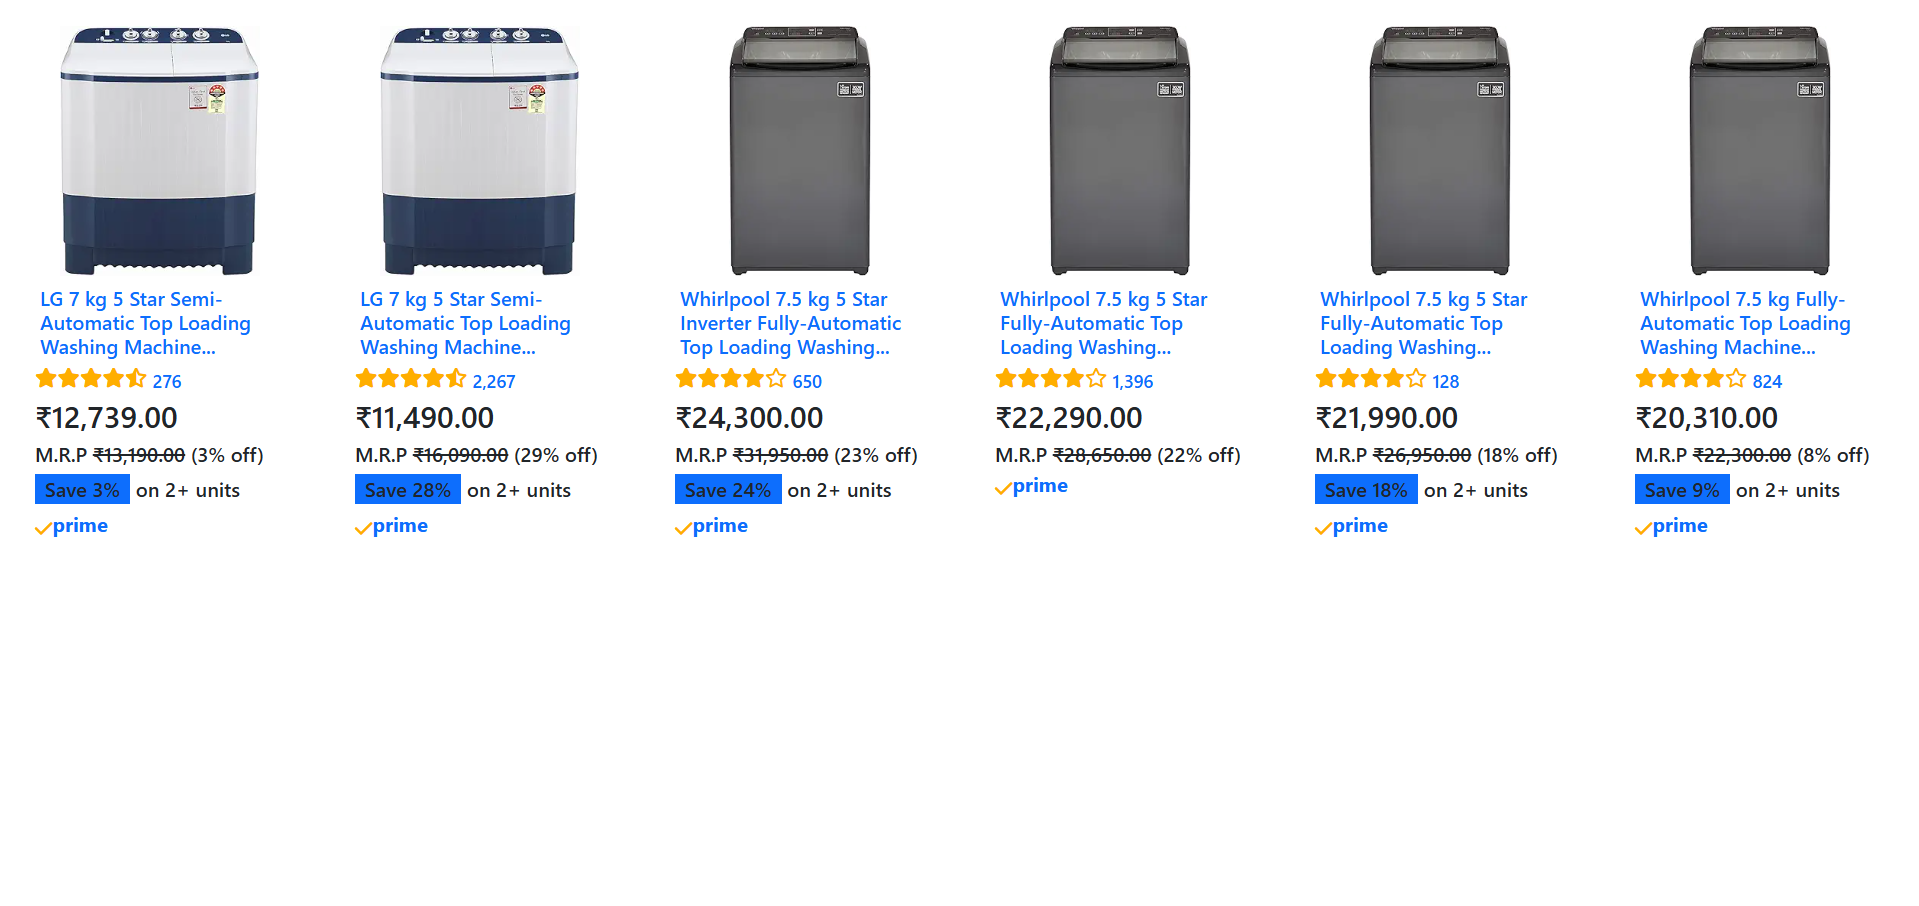 LG 7 kg 5 Star Semi-
Automatic Top Loading
Washing Machine...
276
₹12,739.00
M.R.P ₹13,190.00 (3% off)
Save 3% on 2+ units
prime
LG 7 kg 5 Star Semi-
Automatic Top Loading
Washing Machine...
2,267
₹11,490.00
M.R.P ₹16,090.00 (29% off)
Save 28% on 2+ units
prime
Whirlpool 7.5 kg 5 Star
Inverter Fully-Automatic
Top Loading Washing...
650
₹24,300.00
M.R.P ₹31,950.00 (23% off)
Save 24% on 2+ units
prime
Whirlpool 7.5 kg 5 Star
Fully-Automatic Top
Loading Washing...
1,396
₹22,290.00
M.R.P ₹28,650.00 (22% off)
prime
Whirlpool 7.5 kg 5 Star
Fully-Automatic Top
Loading Washing...
128
₹21,990.00
M.R.P ₹26,950.00 (18% off)
Save 18% on 2+ units
prime
Whirlpool 7.5 kg Fully-
Automatic Top Loading
Washing Machine...
824
₹20,310.00
M.R.P ₹22,300.00 (8% off)
Save 9% on 2+ units
prime